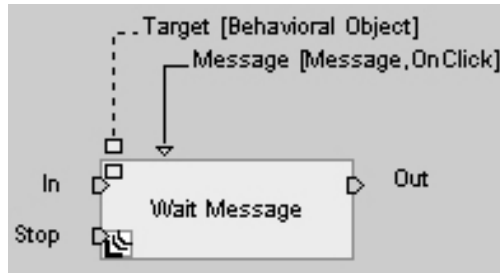 Target [Behavioral Object]
Message [Message,OnClick]
In
Out
Wait Message
Stop